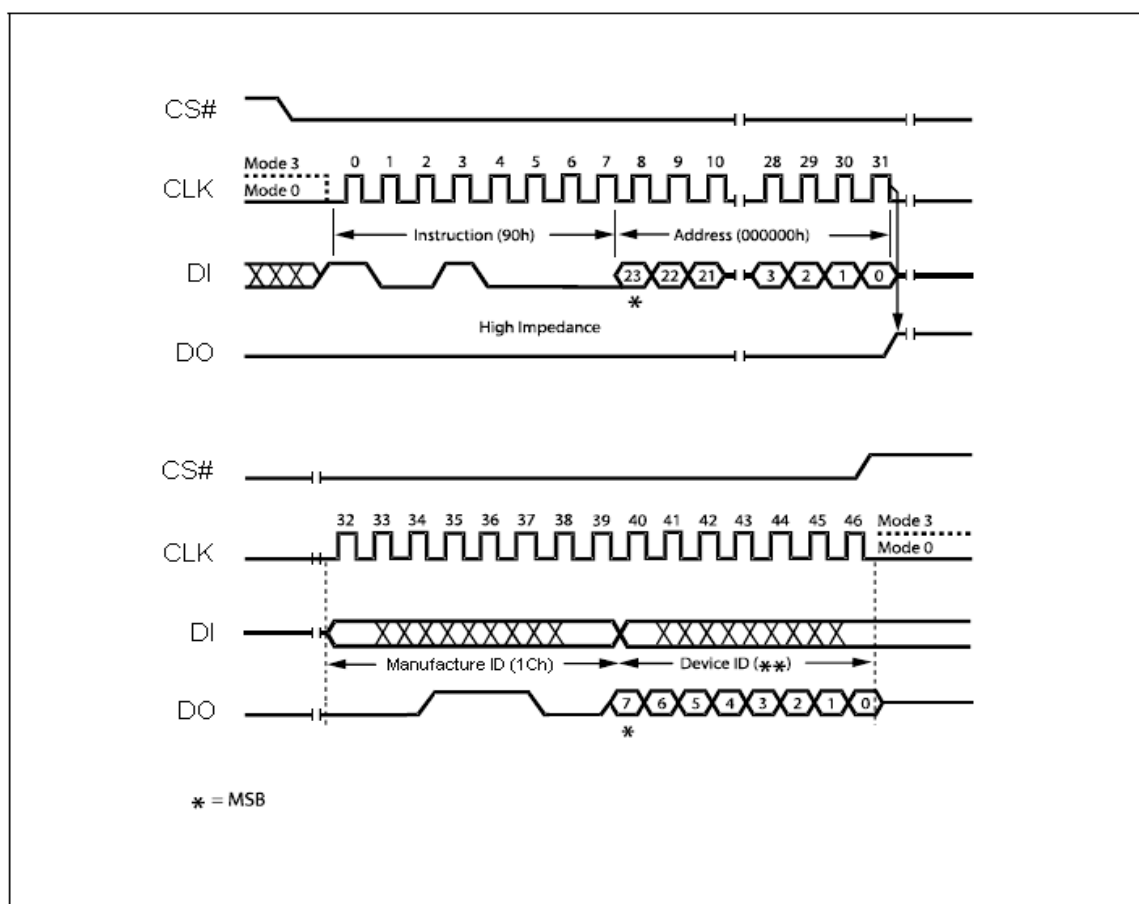 CS#
Mode 3
0 1 2 3 4 5 6 7 8 9 10 28 29 30 31
CLK
Mode 0
Instruction (90h) Address (000000h)
DI 23 22 21 3 2 1 0
*
High Impedance
DO
CS#
32 33 34 35 36 37 38 39 40 41 42 43 44 45 46 Mode 3
CLK Mode 0
DI
Manufacture ID (1Ch) Device ID (**)
DO 7 6 5 4 3 2 1 0
*
* = MSB